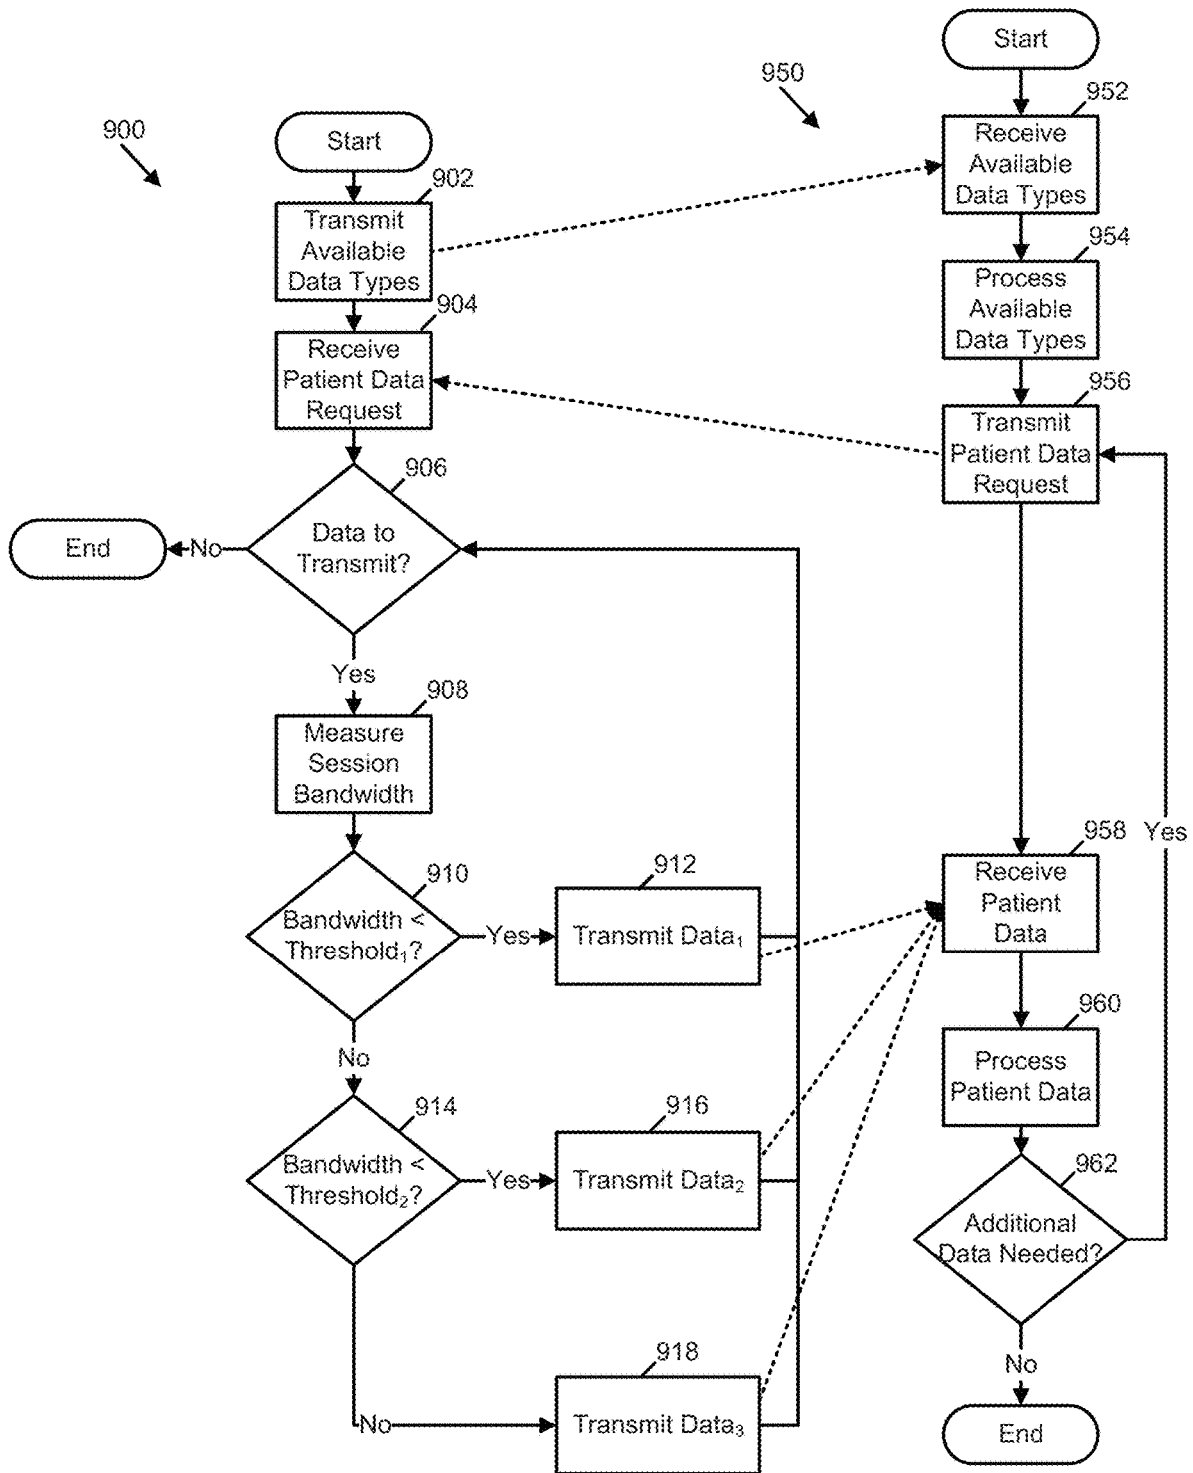 900
Start
902
Transmit
Available
Data Types
904
Receive
Patient Data
Request
906
Data to
Transmit?
No
End
Yes
908
Measure
Session
Bandwidth
910
Bandwidth <
Threshold₁?
Yes
912
Transmit Data₁
No
914
Bandwidth <
Threshold₂?
Yes
916
Transmit Data₂
No
918
Transmit Data₃
950
Start
952
Receive
Available
Data Types
954
Process
Available
Data Types
956
Transmit
Patient Data
Request
958
Receive
Patient
Data
960
Process
Patient Data
962
Additional
Data Needed?
Yes
No
End